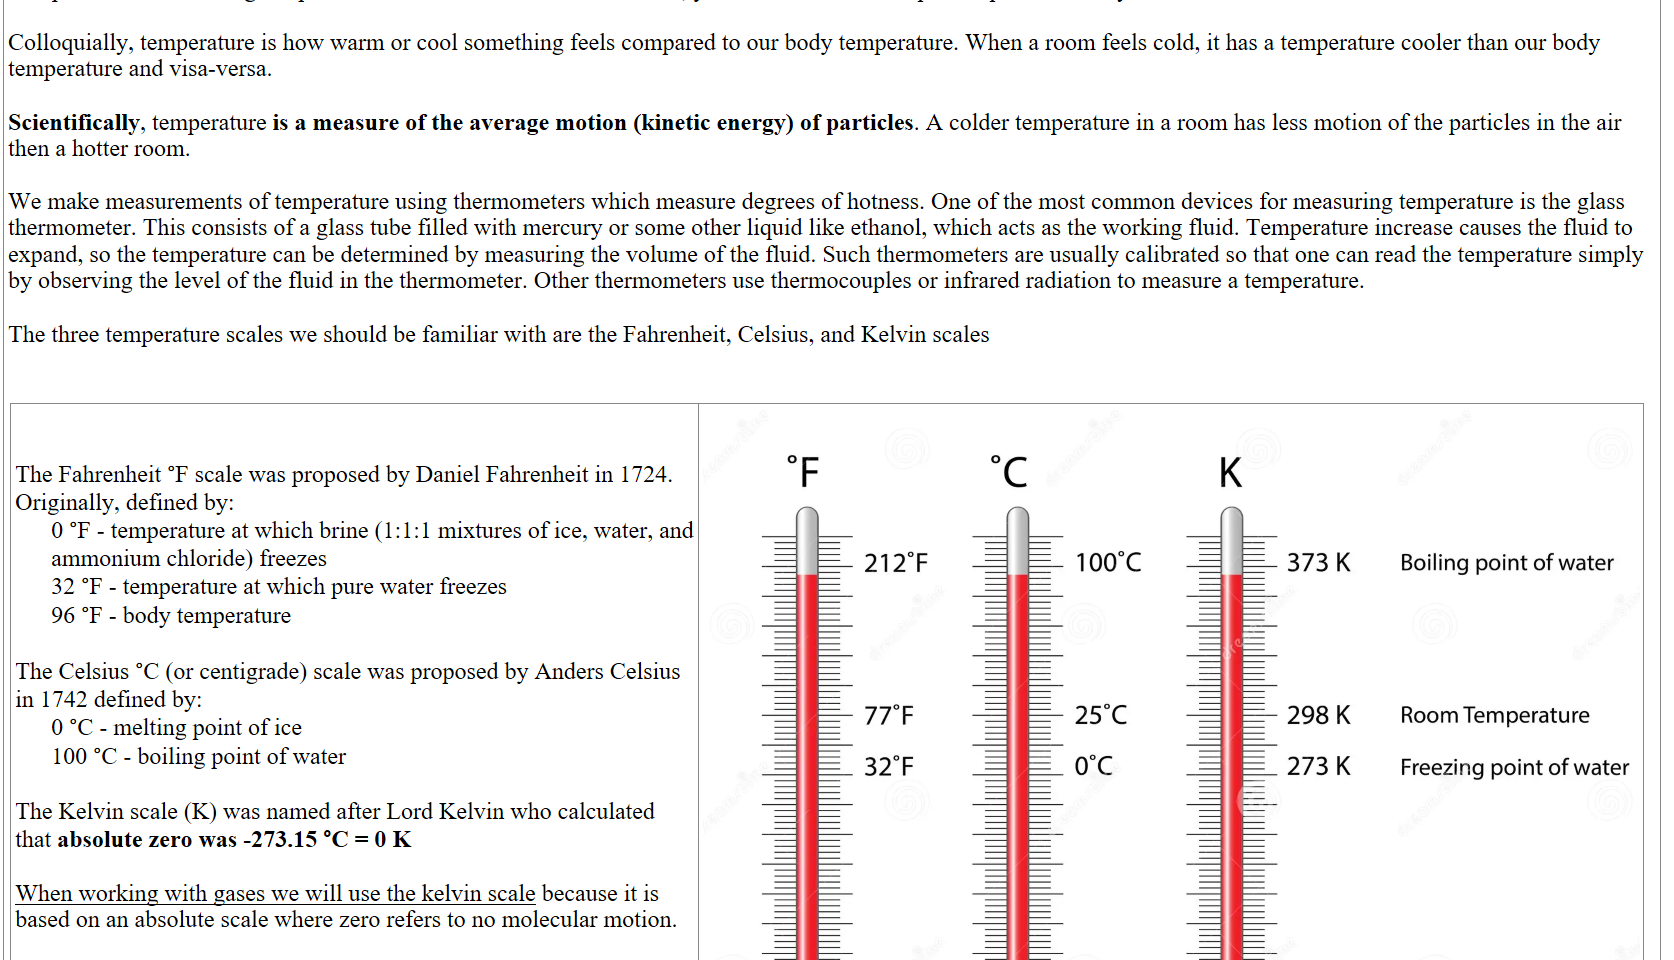 Colloquially, temperature is how warm or cool something feels compared to our body temperature. When a room feels cold, it has a temperature cooler than our body
temperature and visa-versa.
Scientifically, temperature is a measure of the average motion (kinetic energy) of particles. A colder temperature in a room has less motion of the particles in the air
then a hotter room.
We make measurements of temperature using thermometers which measure degrees of hotness. One of the most common devices for measuring temperature is the glass
thermometer. This consists of a glass tube filled with mercury or some other liquid like ethanol, which acts as the working fluid. Temperature increase causes the fluid to
expand, so the temperature can be determined by measuring the volume of the fluid. Such thermometers are usually calibrated so that one can read the temperature simply
by observing the level of the fluid in the thermometer. Other thermometers use thermocouples or infrared radiation to measure a temperature.
The three temperature scales we should be familiar with are the Fahrenheit, Celsius, and Kelvin scales
The Fahrenheit °F scale was proposed by Daniel Fahrenheit in 1724.
Originally, defined by:
0 °F - temperature at which brine (1:1:1 mixtures of ice, water, and
ammonium chloride) freezes
32 °F - temperature at which pure water freezes
96 °F - body temperature
The Celsius °C (or centigrade) scale was proposed by Anders Celsius
in 1742 defined by:
0 °C - melting point of ice
100 °C - boiling point of water
The Kelvin scale (K) was named after Lord Kelvin who calculated
that absolute zero was -273.15 °C = 0 K
When working with gases we will use the kelvin scale because it is
based on an absolute scale where zero refers to no molecular motion.
°F °C K
212°F 100°C 373 K Boiling point of water
77°F 25°C 298 K Room Temperature
32°F 0°C 273 K Freezing point of water